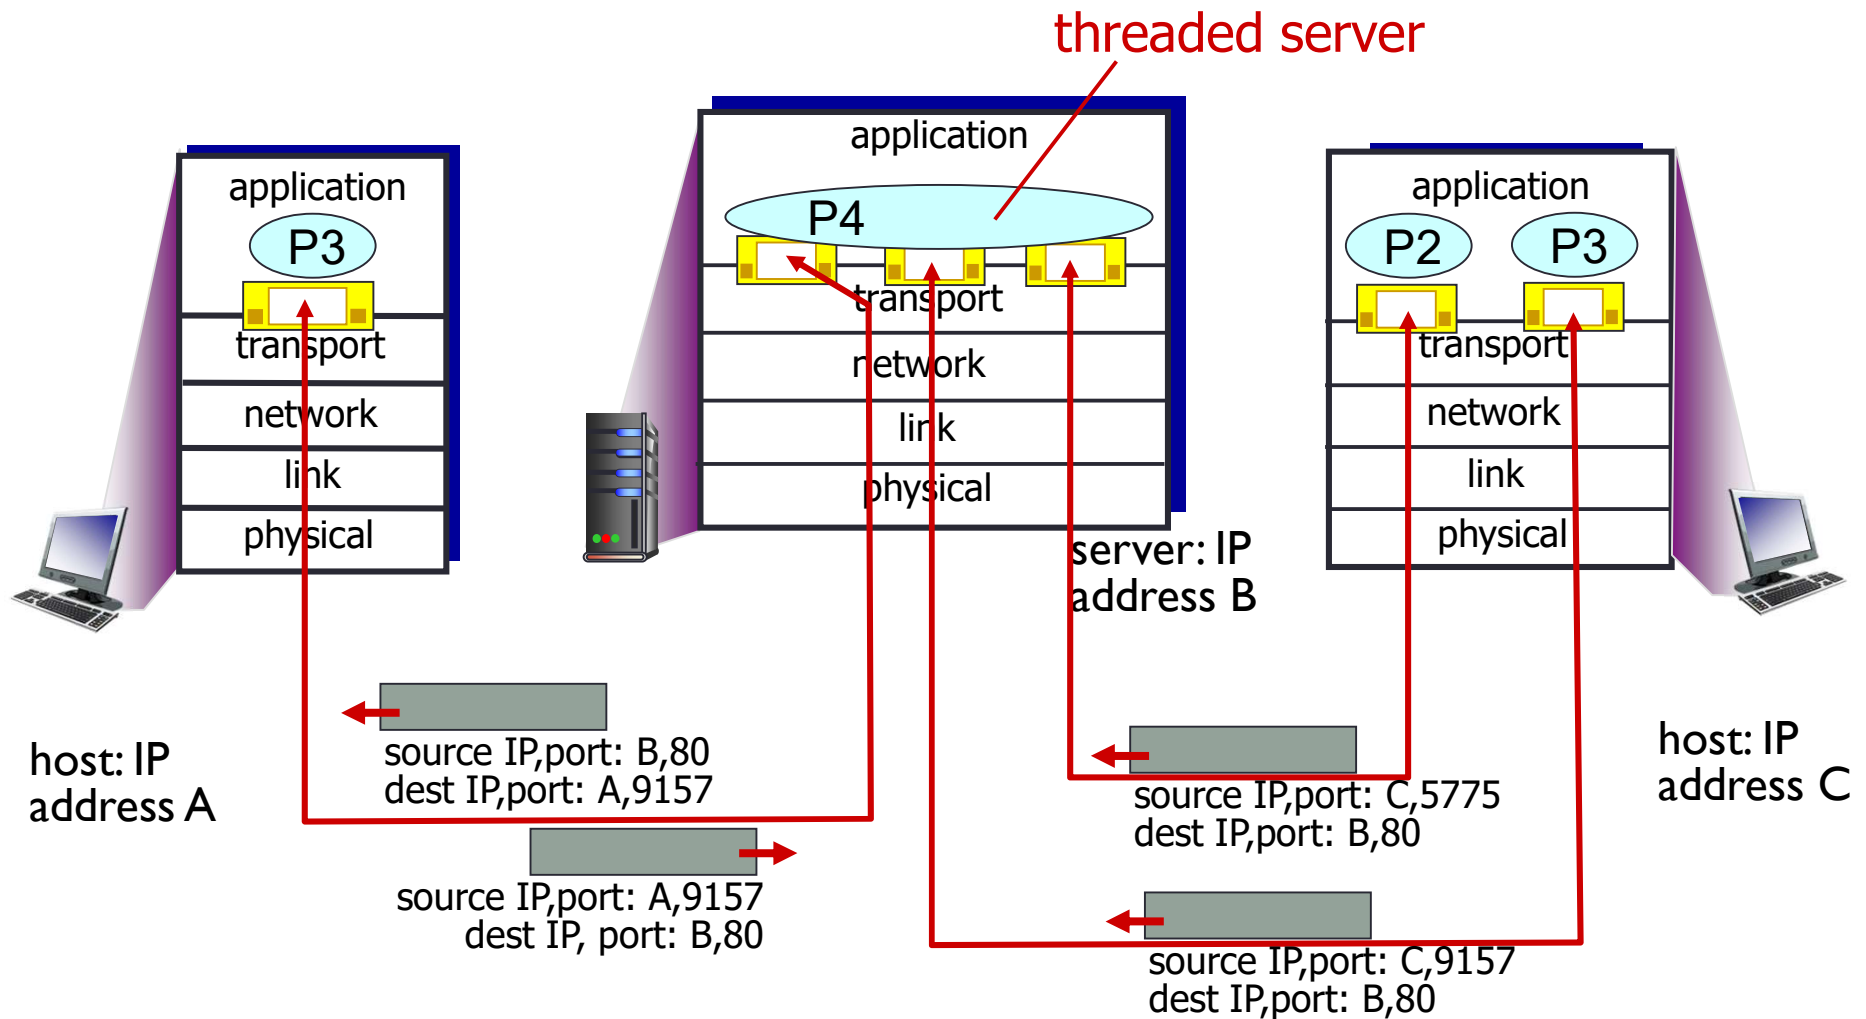 threaded server
application
P3
transport
network
link
physical
application
P4
transport
network
link
physical
application
P2
P3
transport
network
link
physical
server: IP
address B
host: IP
address A
source IP,port: B,80
dest IP,port: A,9157
source IP,port: A,9157
dest IP, port: B,80
source IP,port: C,5775
dest IP,port: B,80
source IP,port: C,9157
dest IP,port: B,80
host: IP
address C